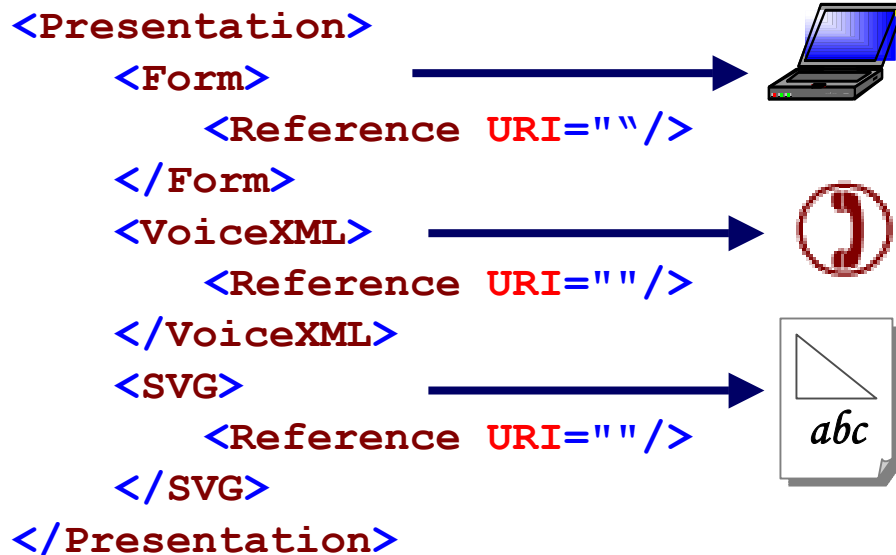 <Presentation>
<Form>
<Reference URI="“/>
</Form>
<VoiceXML>
<Reference URI=""/>
</VoiceXML>
<SVG>
<Reference URI=""/>
abc
</SVG>
</Presentation>